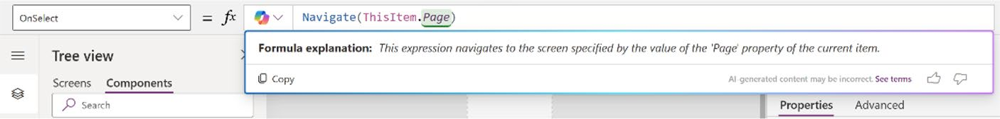 OnSelect = fx Navigate(ThisItem.Page)
Formula explanation: This expression navigates to the screen specified by the value of the 'Page' property of the current item.
Copy AI-generated content may be incorrect. See terms
Tree view
Screens Components
Search
Properties Advanced